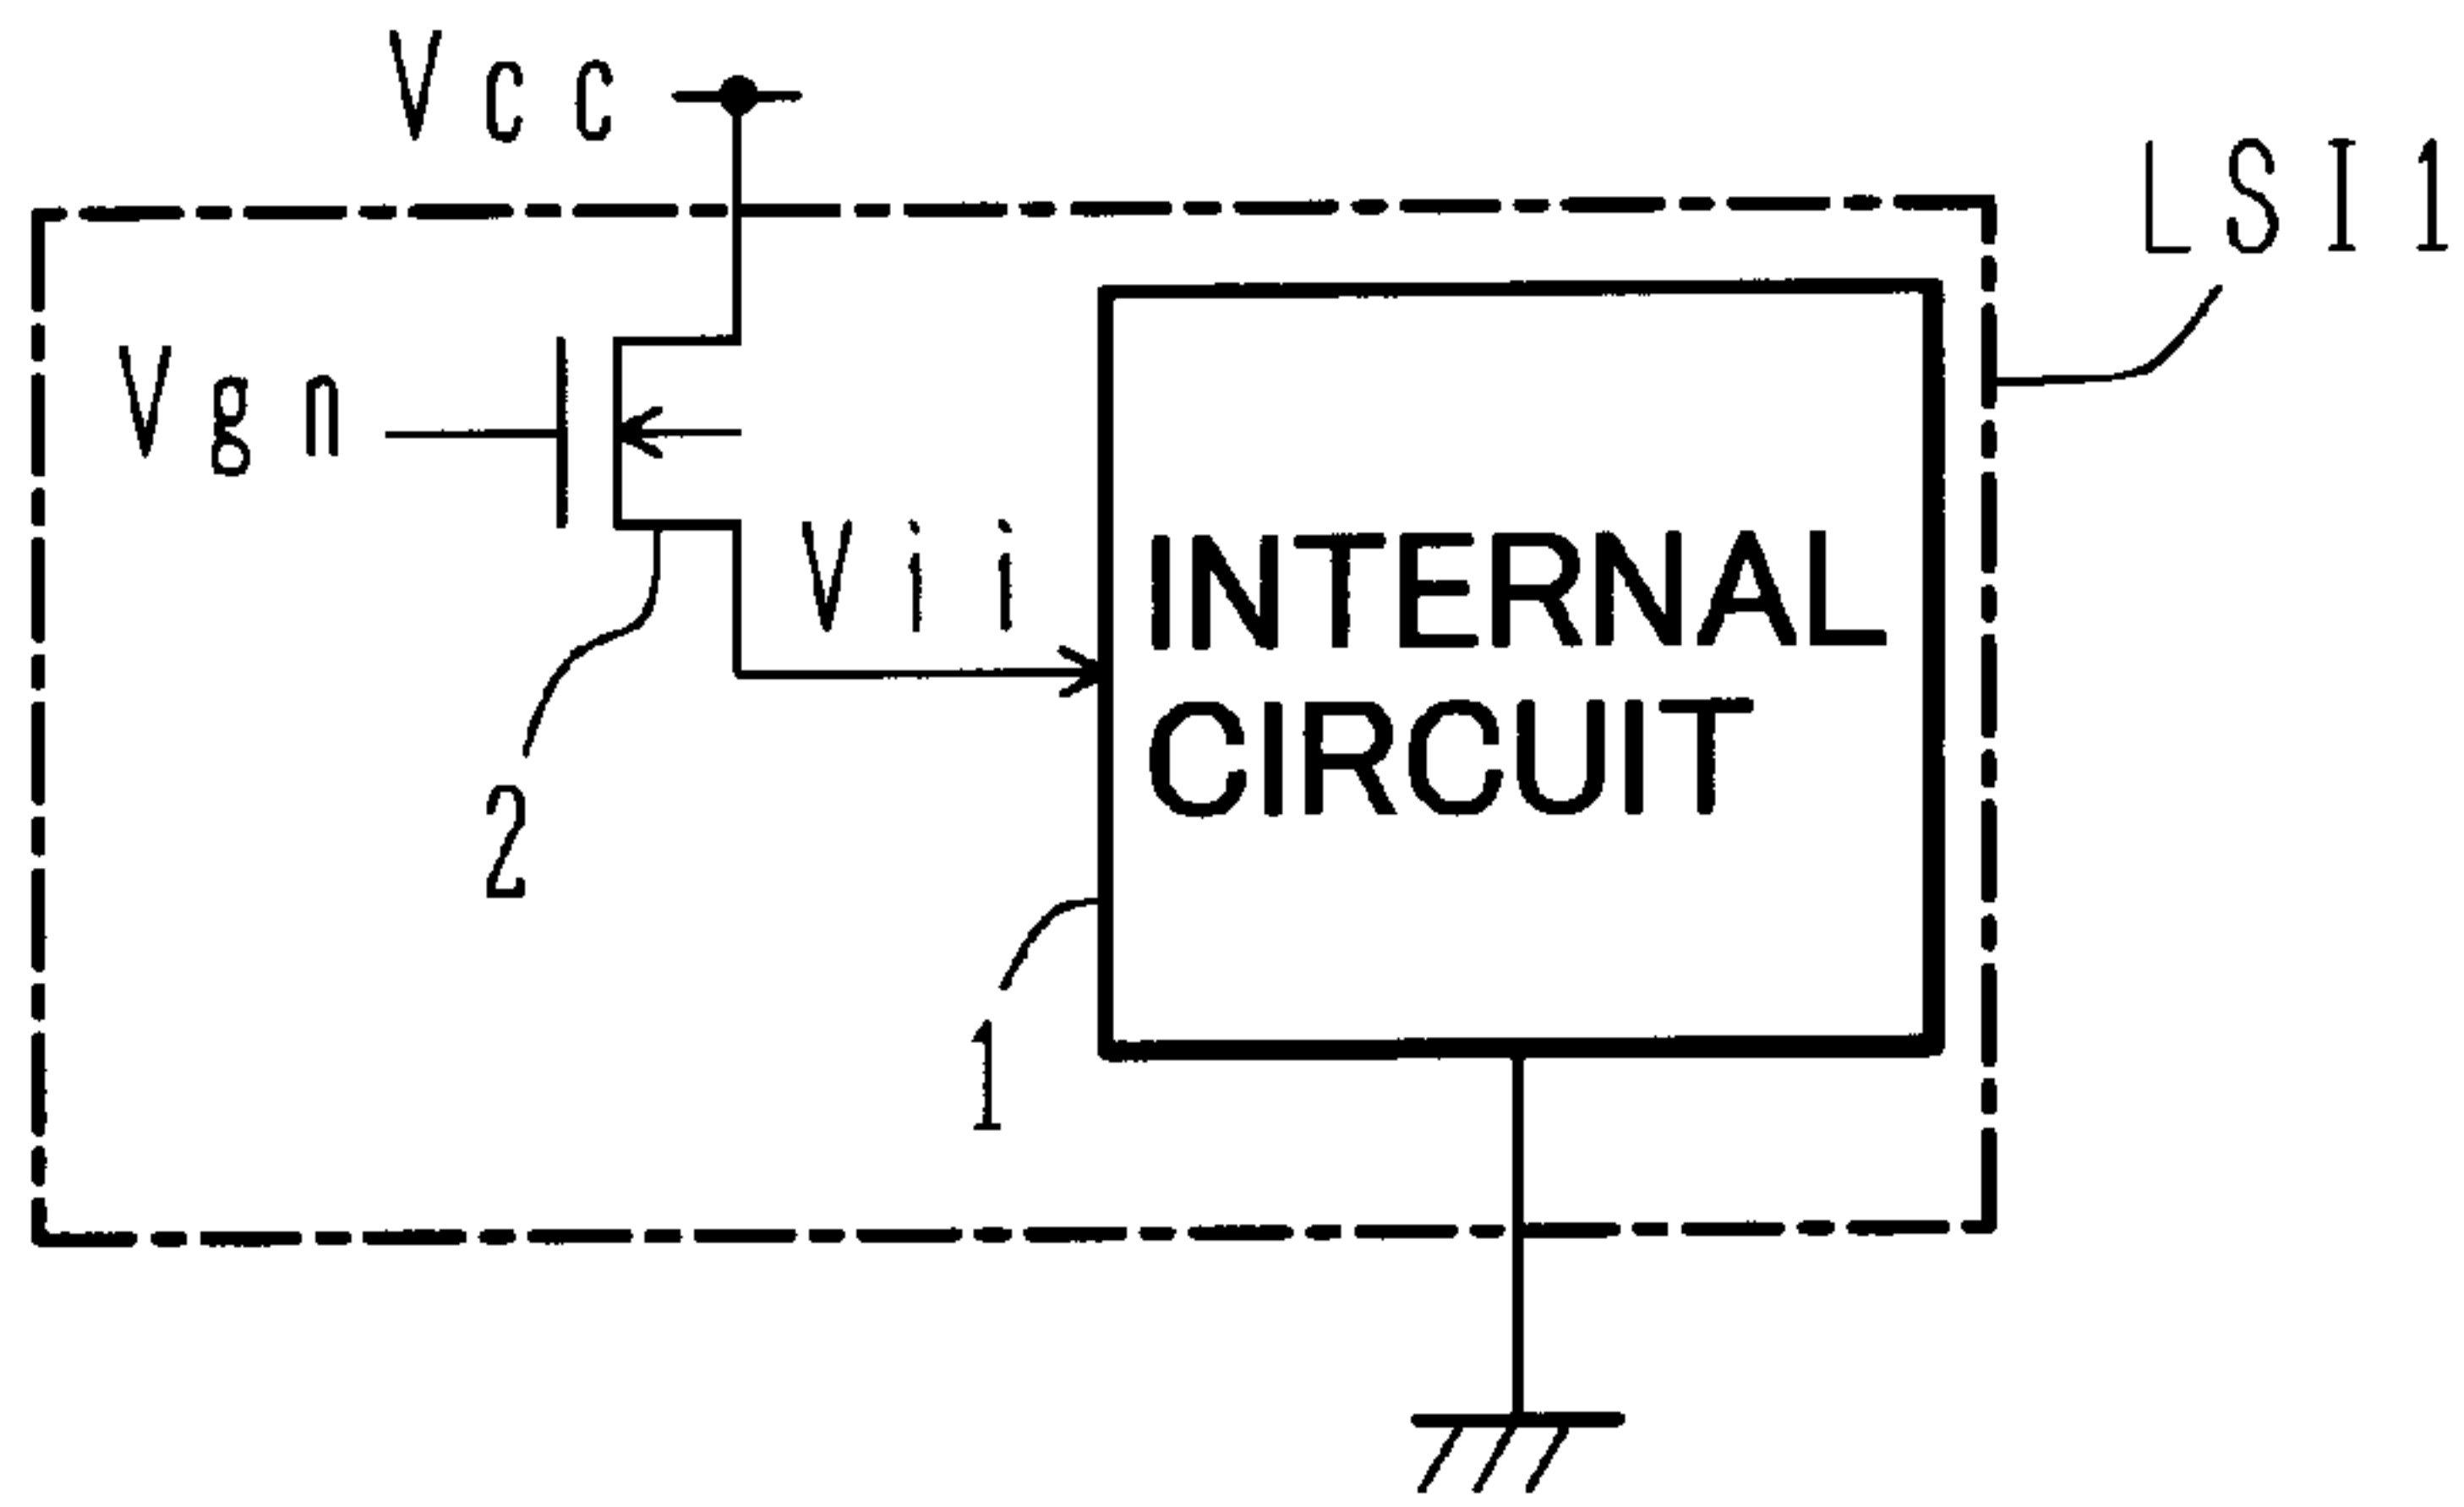 Vcc
LSI1
Vgn
Vii
INTERNAL
CIRCUIT
2
1